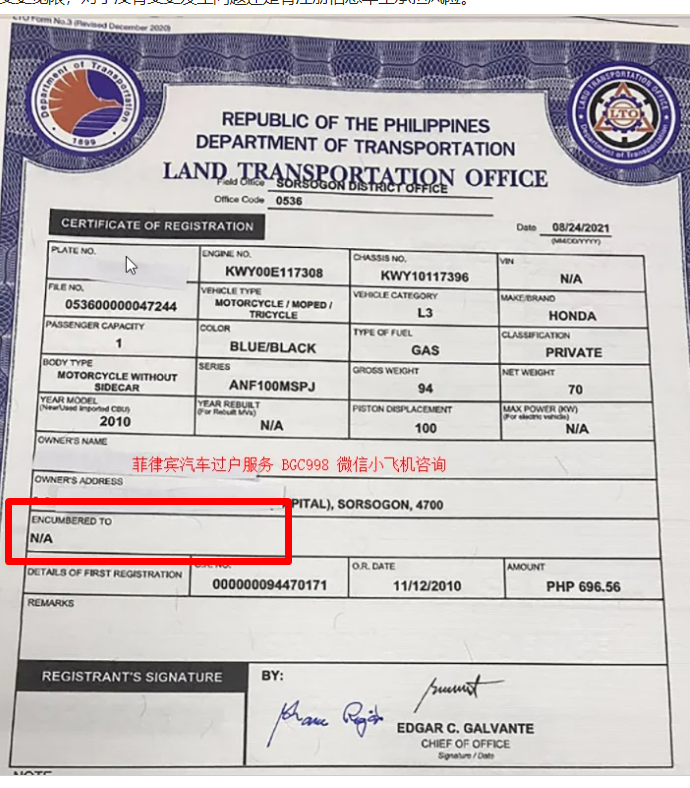 LTO Form No.3 (Revised December 2020)
Department of Transportation
1899
LAND TRANSPORTATION OFFICE
LTO
Department of Transportation
REPUBLIC OF THE PHILIPPINES
DEPARTMENT OF TRANSPORTATION
LAND TRANSPORTATION OFFICE
Field Office SORSOGON DISTRICT OFFICE
Office Code 0536
CERTIFICATE OF REGISTRATION
Date 08/24/2021
(MM/DD/YYYY)
PLATE NO. ENGINE NO. CHASSIS NO. VIN
KWY00E117308 KWY10117396 N/A
FILE NO. VEHICLE TYPE VEHICLE CATEGORY MAKE/BRAND
053600000047244 MOTORCYCLE / MOPED / TRICYCLE L3 HONDA
PASSENGER CAPACITY COLOR TYPE OF FUEL CLASSIFICATION
1 BLUE/BLACK GAS PRIVATE
BODY TYPE SERIES GROSS WEIGHT NET WEIGHT
MOTORCYCLE WITHOUT SIDECAR ANF100MSPJ 94 70
YEAR MODEL YEAR REBUILT PISTON DISPLACEMENT MAX POWER (KW)
(New/Used Imported CBU) (For Rebuilt MVs) (For electric vehicle)
2010 N/A 100 N/A
OWNER'S NAME
菲律宾汽车过户服务 BGC998 微信小飞机咨询
OWNER'S ADDRESS
PITAL), SORSOGON, 4700
ENCUMBERED TO
N/A
DETAILS OF FIRST REGISTRATION O.R. DATE AMOUNT
000000094470171 11/12/2010 PHP 696.56
REMARKS
REGISTRANT'S SIGNATURE BY:
EDGAR C. GALVANTE
CHIEF OF OFFICE
Signature / Date